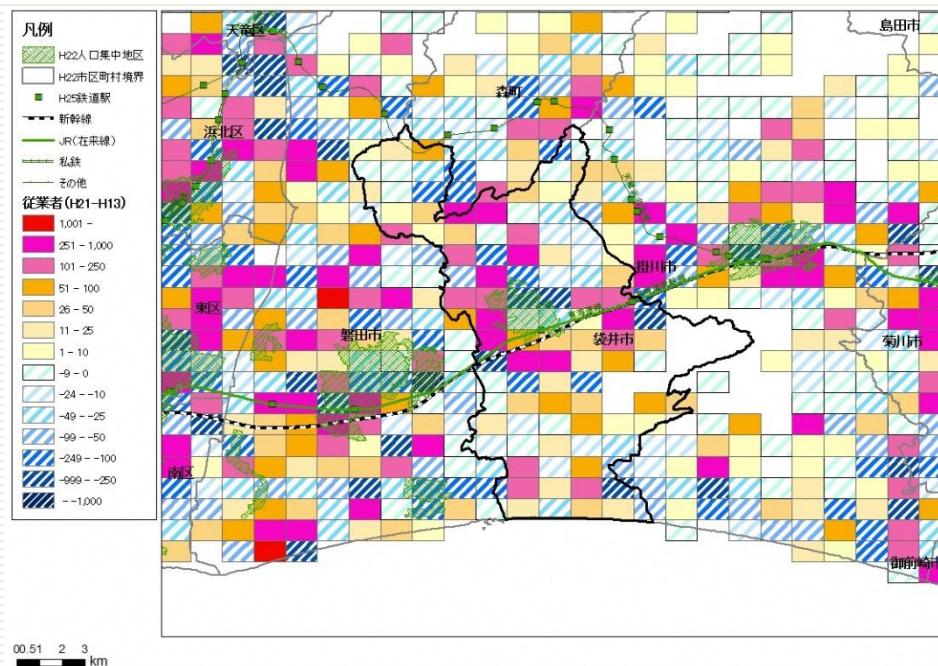 凡例
H22人口集中地区
H22市区町村境界
H25鉄道駅
新幹線
JR(在来線)
私鉄
その他
従業者(H21-H13)
1,001 -
251 - 1,000
101 - 250
51 - 100
26 - 50
11 - 25
1 - 10
-9 - 0
-24 - -10
-49 - -25
-99 - -50
-249 - -100
-999 - -250
- -1,000
天竜区
島田市
森町
浜北区
掛川市
東区
磐田市
袋井市
菊川市
南区
御前崎市
00.51 2 3
km